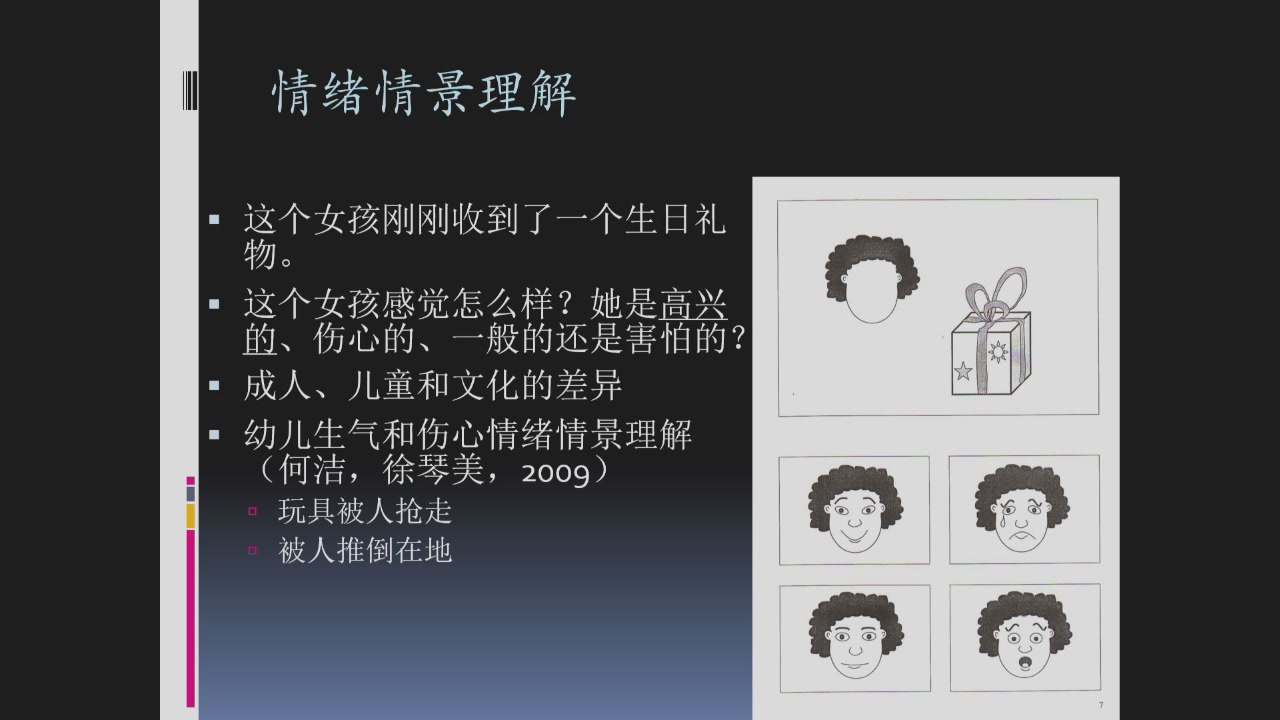 情绪情景理解
这个女孩刚刚收到了一个生日礼
物。
这个女孩感觉怎么样？她是高兴
的、伤心的、一般的还是害怕的？
成人、儿童和文化的差异
幼儿生气和伤心情绪情景理解
（何洁，徐琴美，2009）
玩具被人抢走
被人推倒在地
7